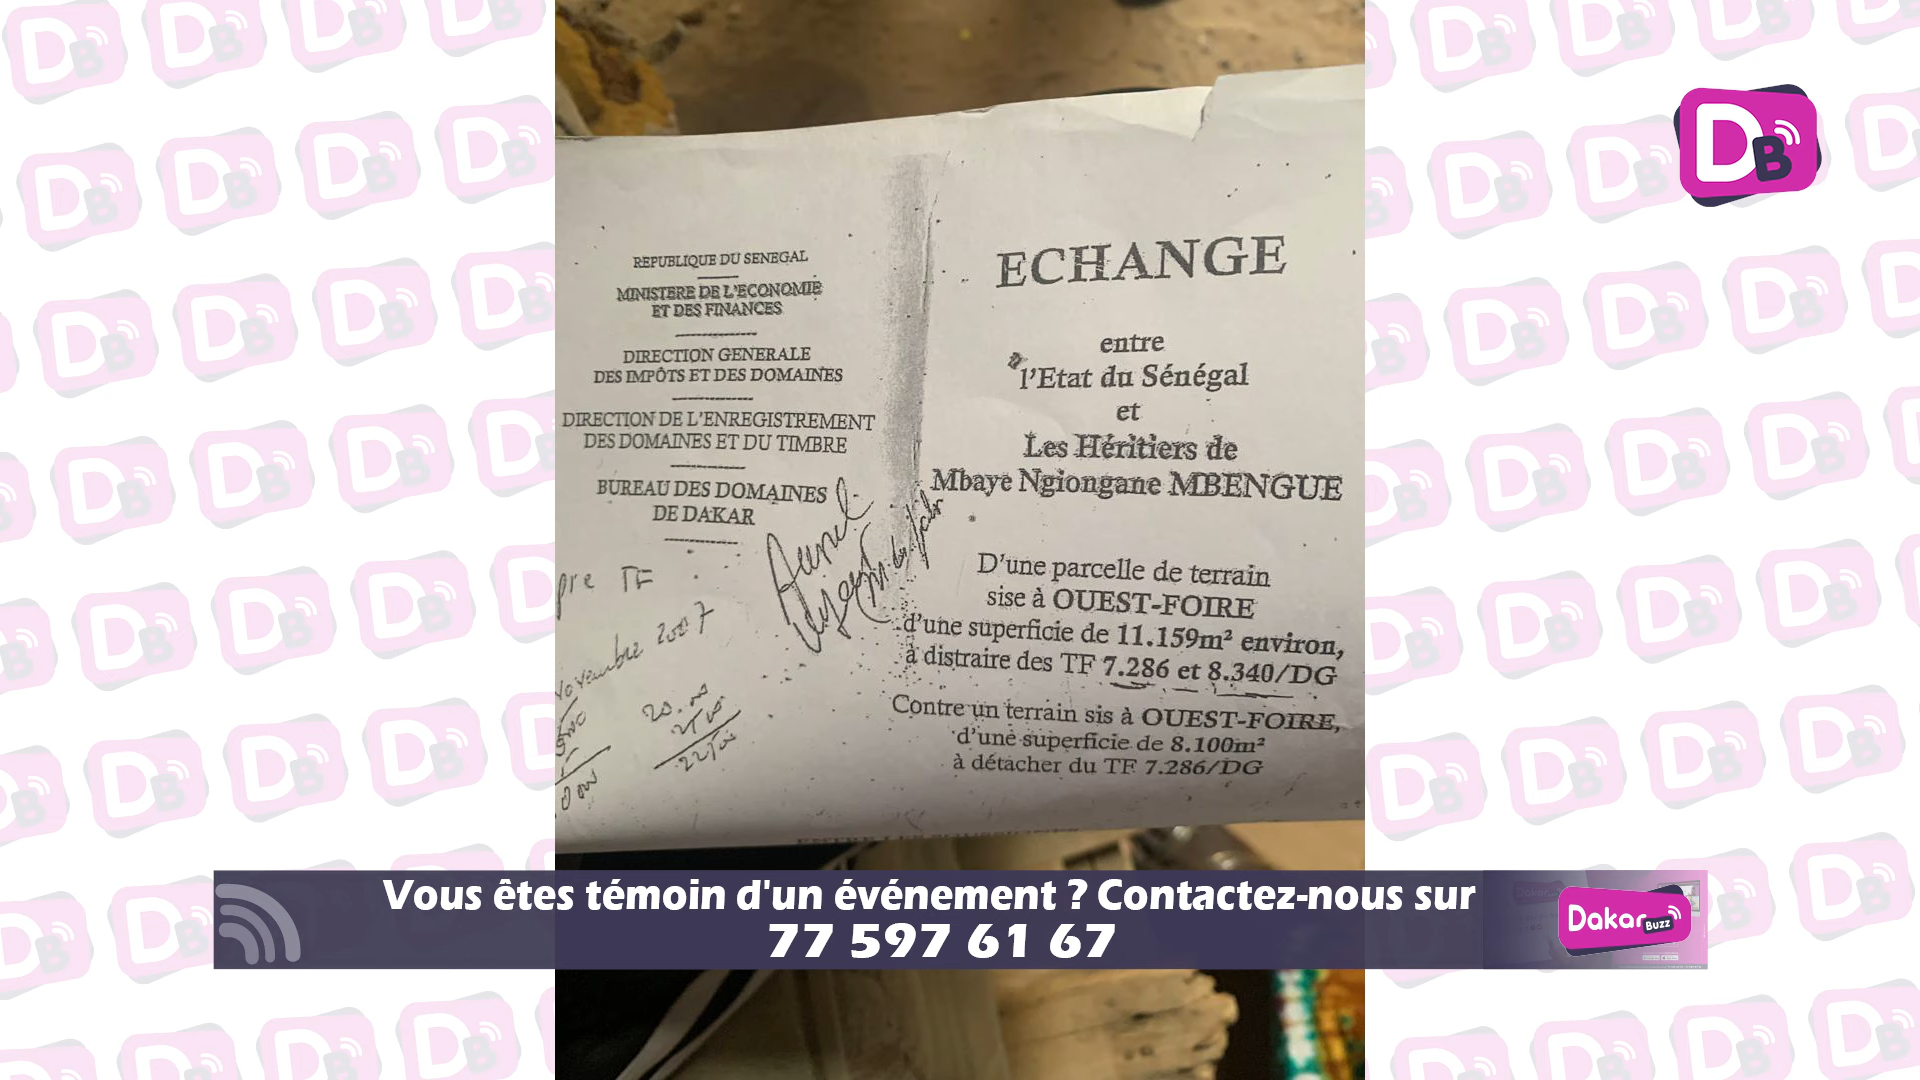 REPUBLIQUE DU SENEGAL
MINISTERE DE L'ECONOMIE
ET DES FINANCES
DIRECTION GENERALE
DES IMPÔTS ET DES DOMAINES
DIRECTION DE L'ENREGISTREMENT
DES DOMAINES ET DU TIMBRE
BUREAU DES DOMAINES
DE DAKAR
TF
novembre 2007
ECHANGE
entre
l'Etat du Sénégal
et
Les Héritiers de
Mbaye Ngiongane MBENGUE
D'une parcelle de terrain
sise à OUEST-FOIRE
d'une superficie de 11.159m² environ,
à distraire des TF 7.286 et 8.340/DG
Contre un terrain sis à OUEST-FOIRE,
d'une superficie de 8.100m²
à détacher du TF 7.286/DG
DB
Vous êtes témoin d'un événement ? Contactez-nous sur
77 597 61 67
Dakar
BUZZ